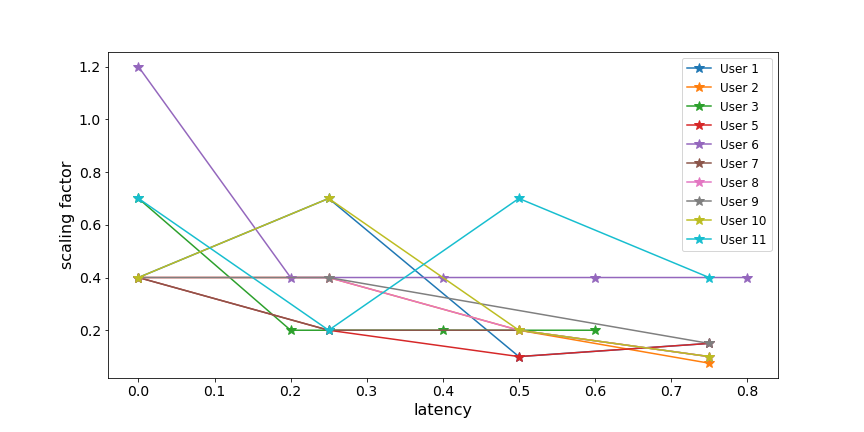 1.2
1.0
0.8
0.6
0.4
0.2
scaling factor
0.0 0.1 0.2 0.3 0.4 0.5 0.6 0.7 0.8
latency
User 1
User 2
User 3
User 5
User 6
User 7
User 8
User 9
User 10
User 11